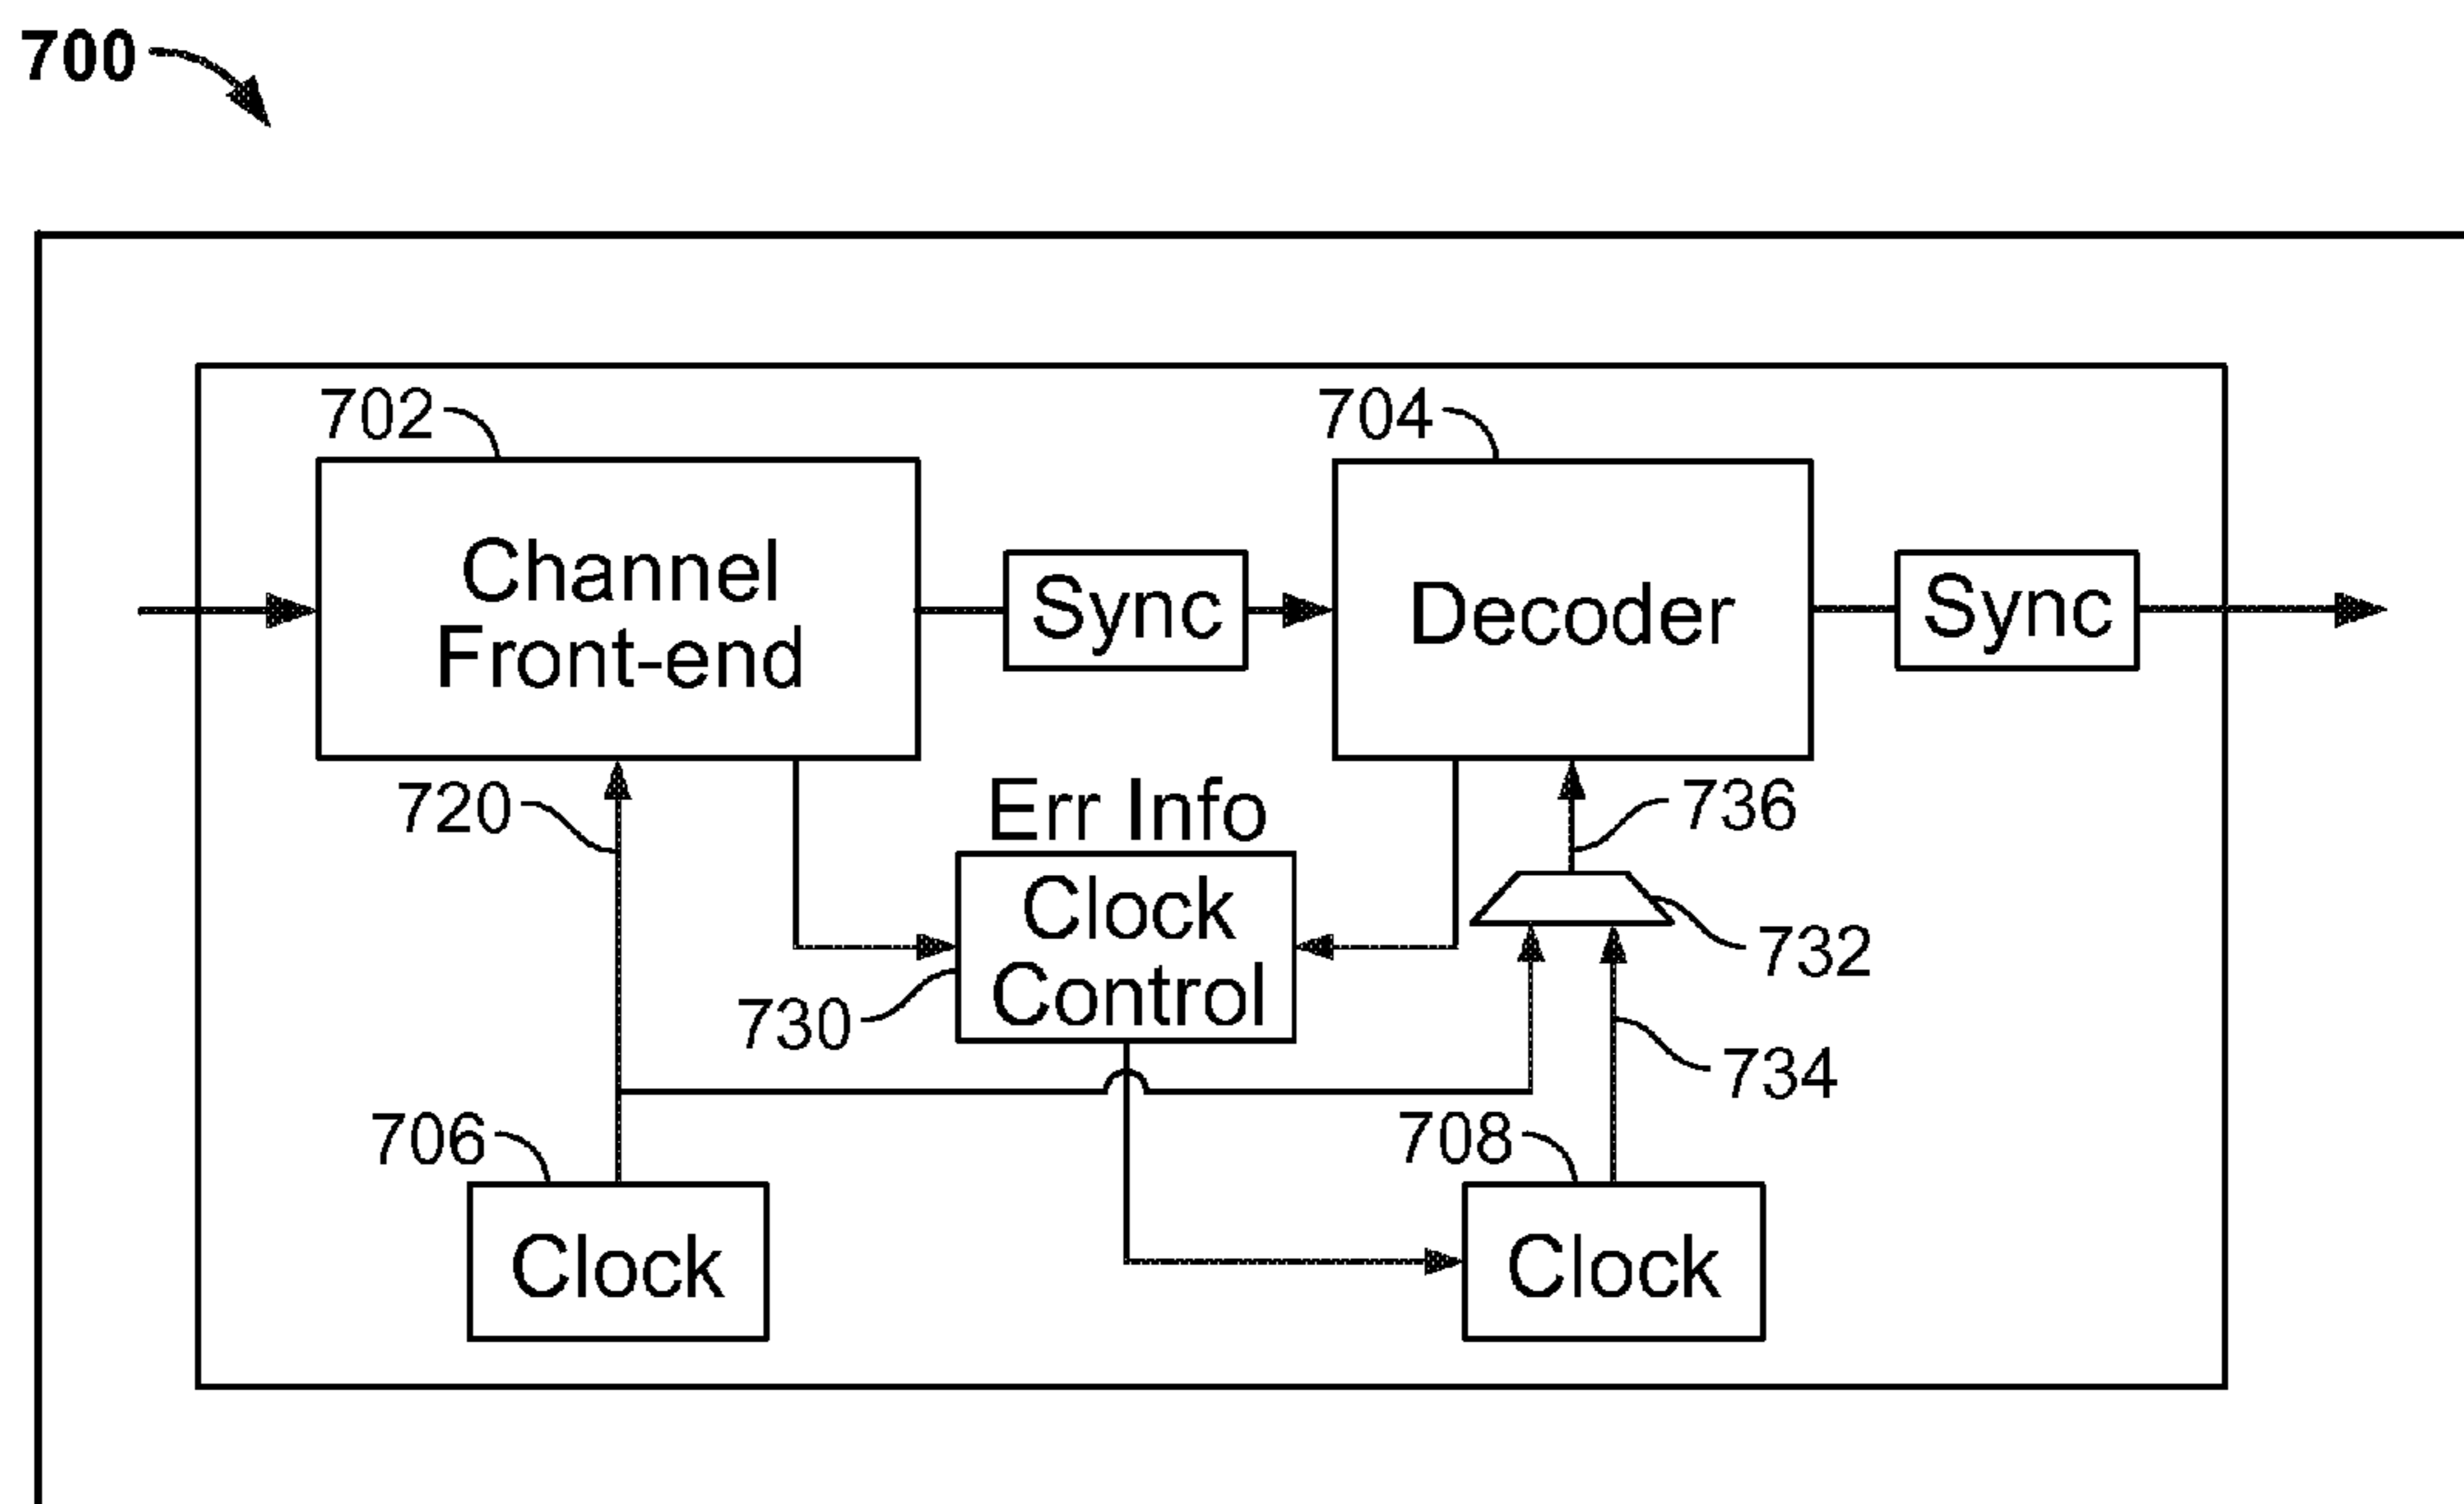 700
702
704
Channel
Front-end
Sync
Decoder
Sync
720
Err Info
736
Clock
Control
732
730
734
706
708
Clock
Clock